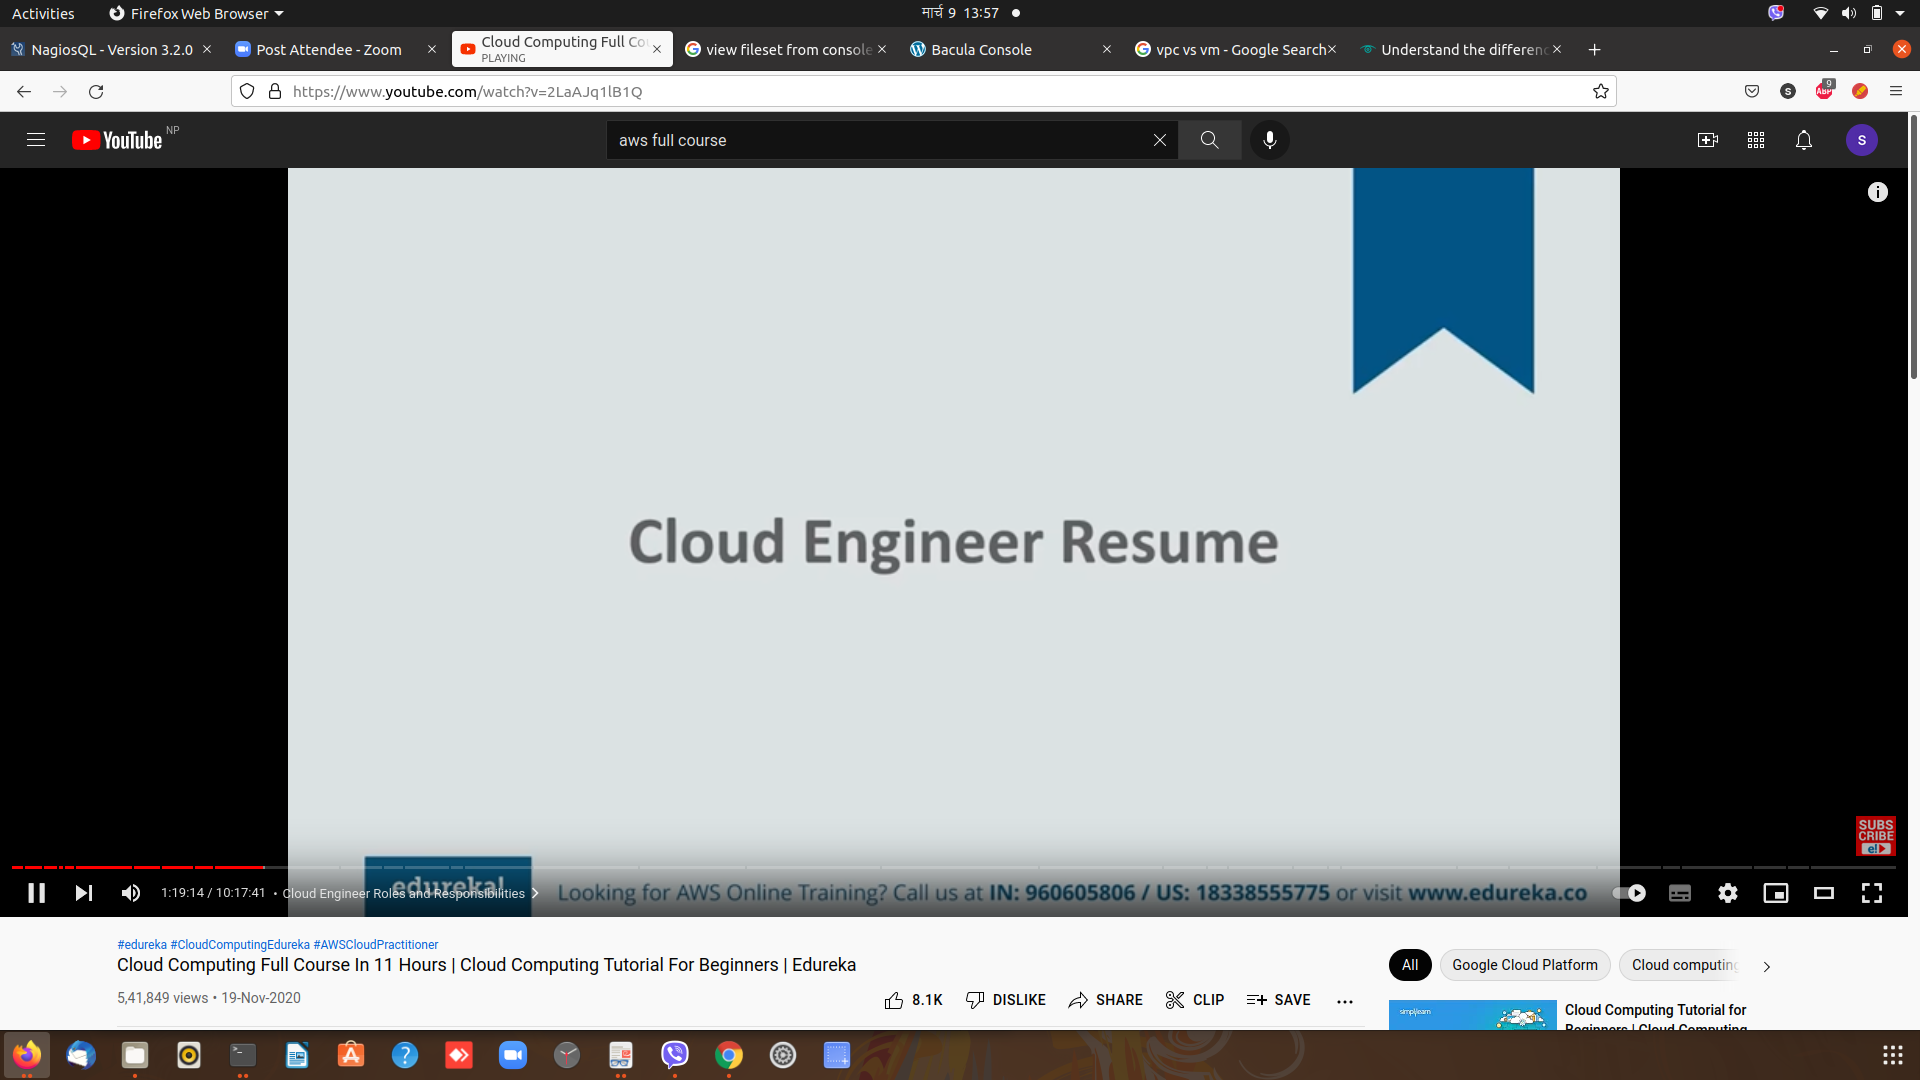 Activities
Firefox Web Browser
मार्च 9 13:57
NagiosQL - Version 3.2.0
Post Attendee - Zoom
Cloud Computing Full Co
PLAYING
view fileset from console
Bacula Console
vpc vs vm - Google Search
Understand the differenc
https://www.youtube.com/watch?v=2LaAJq1lB1Q
S
ABP
9
YouTube NP
aws full course
S
Cloud Engineer Resume
SUBS
CRIBE
e!
edureka!
1:19:14 / 10:17:41 • Cloud Engineer Roles and Responsibilities
Looking for AWS Online Training? Call us at IN: 960605806 / US: 18338555775 or visit www.edureka.co
#edureka #CloudComputingEdureka #AWSCloudPractitioner
Cloud Computing Full Course In 11 Hours | Cloud Computing Tutorial For Beginners | Edureka
5,41,849 views • 19-Nov-2020
8.1K
DISLIKE
SHARE
CLIP
SAVE
All
Google Cloud Platform
Cloud computing
simplilearn
Cloud Computing Tutorial for
Beginners | Cloud Computing